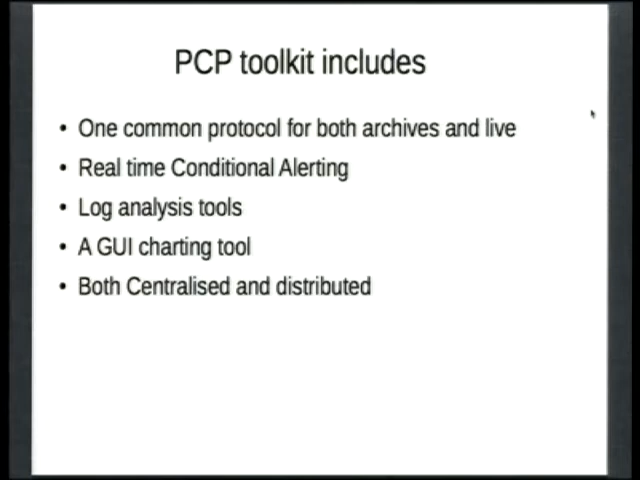 PCP toolkit includes
• One common protocol for both archives and live
• Real time Conditional Alerting
• Log analysis tools
• A GUI charting tool
• Both Centralised and distributed